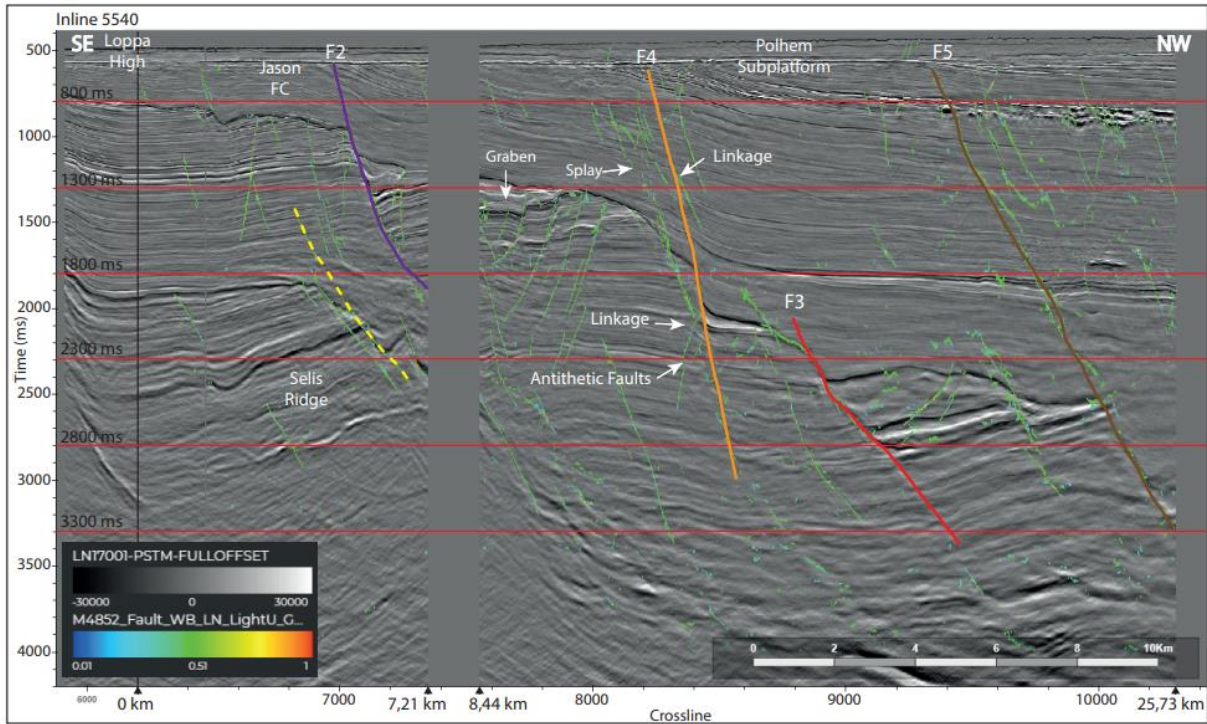 Inline 5540
SE
Loppa
High
Jason
FC
F2
F4
Polhem
Subplatform
F5
NW
500
800 ms
1000
Graben
Splay
Linkage
1300 ms
1500
1800 ms
2000
Linkage
F3
2300 ms
Antithetic Faults
Selis
Ridge
2500
2800 ms
3000
3300 ms
3500
4000
Time (ms)
LN17001-PSTM-FULLOFFSET
-30000 0 30000
M4852_Fault_WB_LN_LightU_G...
0.01 0.51 1
0 2 4 6 8 10Km
6000 0 km 7000 7,21 km 8,44 km 8000 9000 10000 25,73 km
Crossline